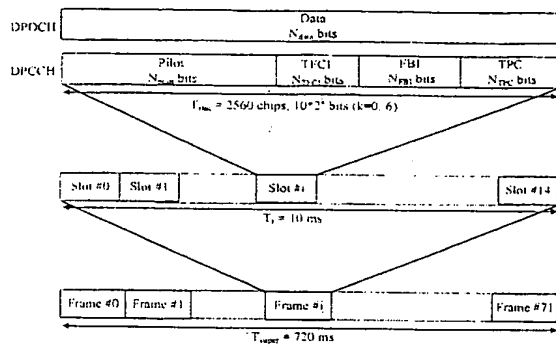 Data
DPDCH
N_data bits
DPCCH
Pilot TFCI FBI TPC
N_pilot bits N_TFCI bits N_FBI bits N_TPC bits
T_slot = 2560 chips, 10*2^k bits (k=0..6)
Slot #0 Slot #1 Slot #i Slot #14
T_f = 10 ms
Frame #0 Frame #1 Frame #i Frame #71
T_super = 720 ms